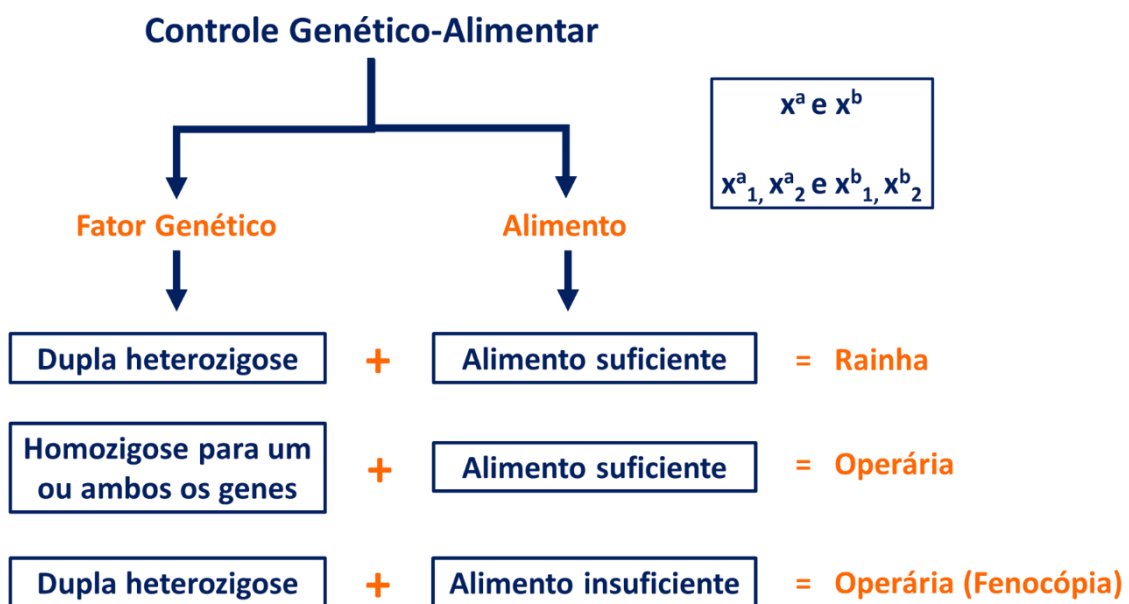 Controle Genético-Alimentar
xᵃ e xᵇ
xᵃ₁, xᵃ₂ e xᵇ₁, xᵇ₂
Fator Genético
Alimento
Dupla heterozigose + Alimento suficiente = Rainha
Homozigose para um
ou ambos os genes + Alimento suficiente = Operária
Dupla heterozigose + Alimento insuficiente = Operária (Fenocópia)